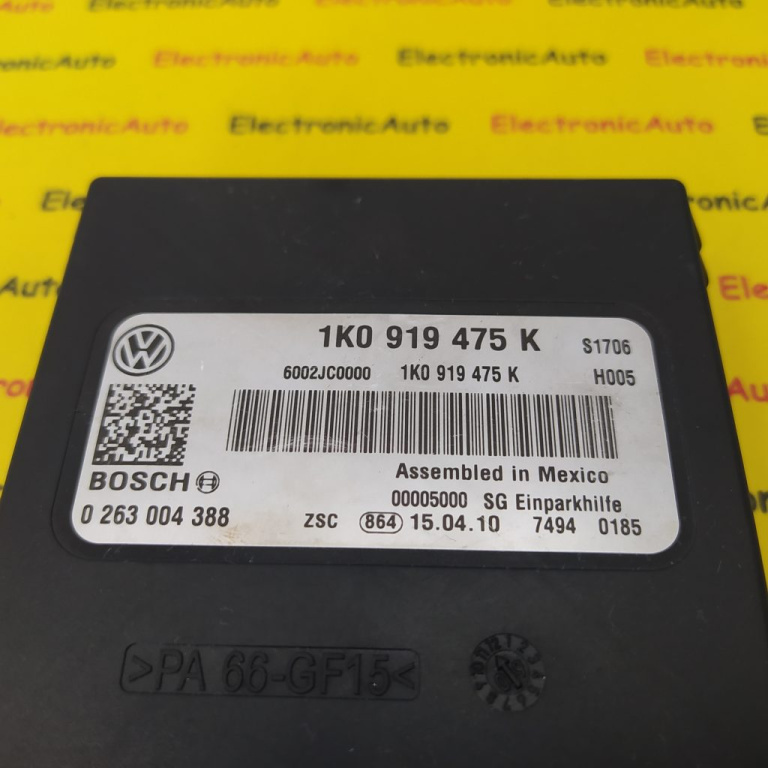 ElectronicAuto
ElectronicAuto ElectronicAuto ElectronicAuto
ElectronicAuto ElectronicAuto ElectronicAuto
1K0 919 475 K S1706
6002JC0000 1K0 919 475 K H005
Assembled in Mexico
BOSCH
00005000 SG Einparkhilfe
0 263 004 388 ZSC 864 15.04.10 7494 0185
>PA 66-GF15<